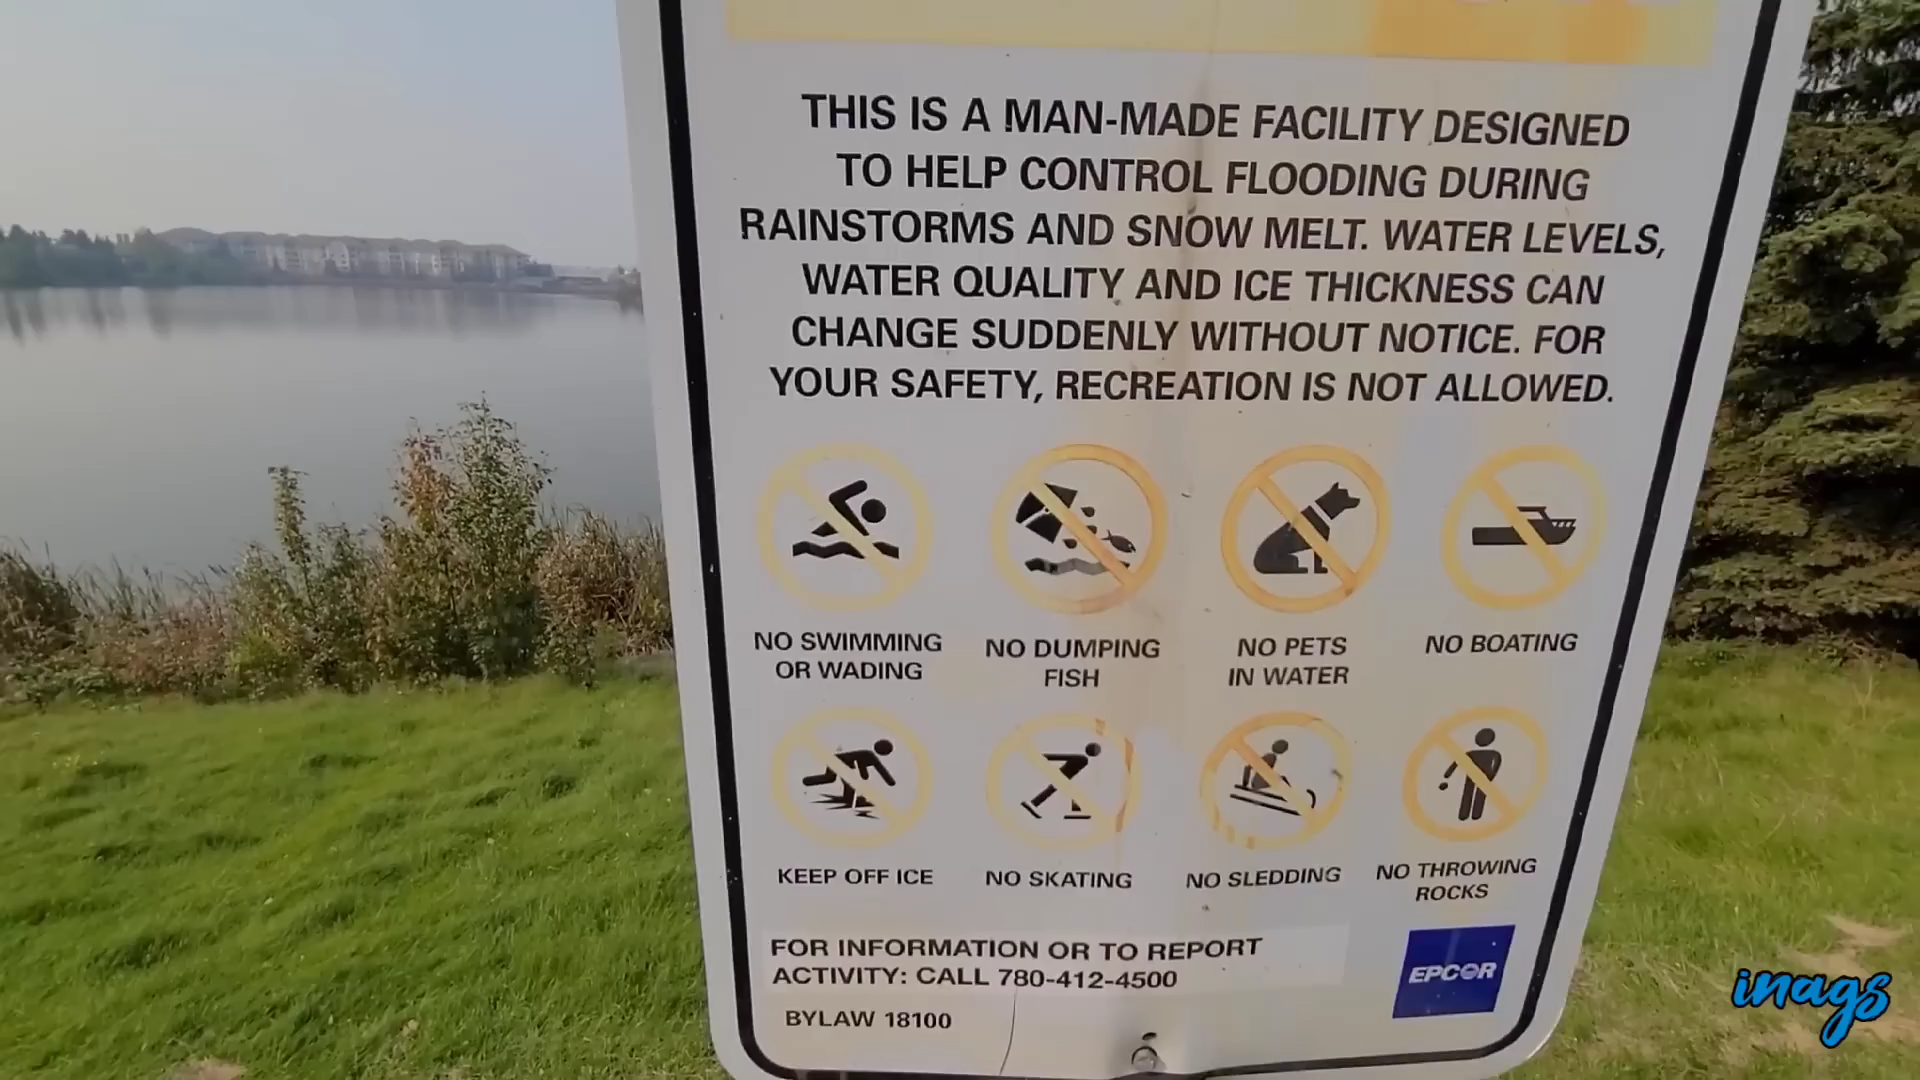 THIS IS A MAN-MADE FACILITY DESIGNED
TO HELP CONTROL FLOODING DURING
RAINSTORMS AND SNOW MELT. WATER LEVELS,
WATER QUALITY AND ICE THICKNESS CAN
CHANGE SUDDENLY WITHOUT NOTICE. FOR
YOUR SAFETY, RECREATION IS NOT ALLOWED.
NO SWIMMING
OR WADING
NO DUMPING
FISH
NO PETS
IN WATER
NO BOATING
KEEP OFF ICE
NO SKATING
NO SLEDDING
NO THROWING
ROCKS
FOR INFORMATION OR TO REPORT
ACTIVITY: CALL 780-412-4500
BYLAW 18100
EPCOR
inags